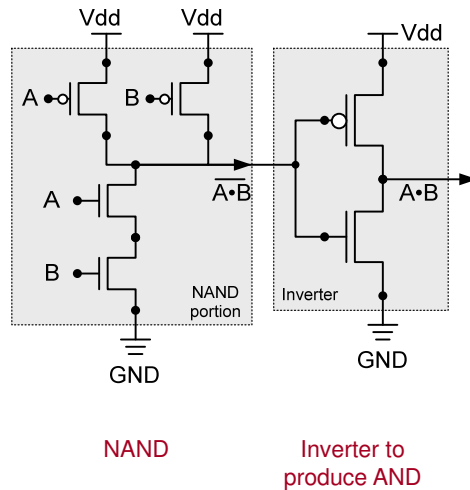 Vdd
Vdd
Vdd
A
B
A•B
A•B
A
B
NAND
portion
Inverter
GND
GND
NAND
Inverter to
produce AND